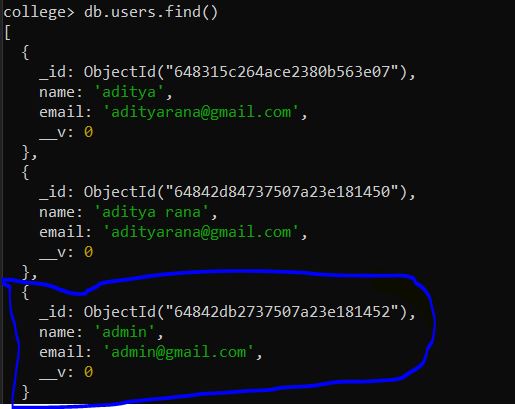 college> db.users.find()
[
{
_id: ObjectId("648315c264ace2380b563e07"),
name: 'aditya',
email: 'adityarana@gmail.com',
__v: 0
},
{
_id: ObjectId("64842d84737507a23e181450"),
name: 'aditya rana',
email: 'adityarana@gmail.com',
__v: 0
},
{
_id: ObjectId("64842db2737507a23e181452"),
name: 'admin',
email: 'admin@gmail.com',
__v: 0
}